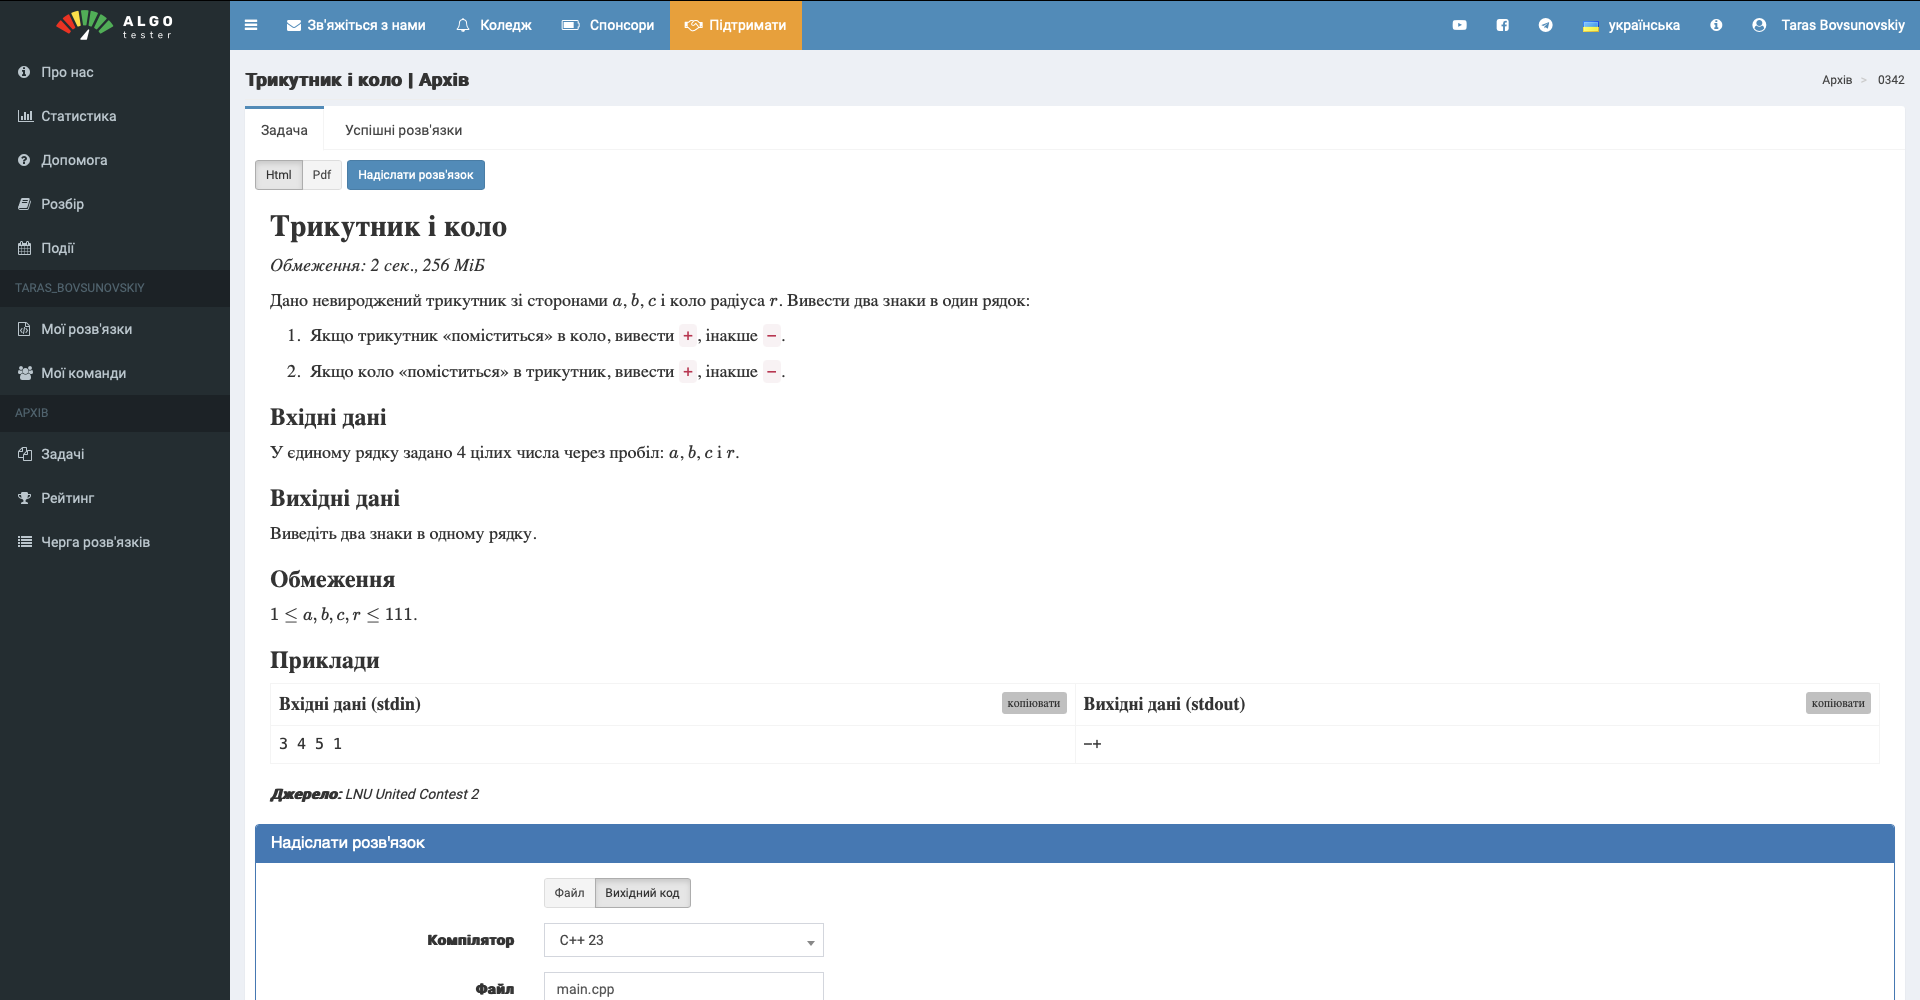 ALGO
tester
Зв'яжіться з нами
Коледж
Спонсори
Підтримати
українська
Taras Bovsunovskiy
Про нас
Статистика
Допомога
Розбір
Події
TARAS_BOVSUNOVSKIY
Мої розв'язки
Мої команди
АРХІВ
Задачі
Рейтинг
Черга розв'язків
Трикутник і коло | Архів
Архів > 0342
Задача
Успішні розв'язки
Html
Pdf
Надіслати розв'язок
Трикутник і коло
Обмеження: 2 сек., 256 МіБ
Дано невироджений трикутник зі сторонами a, b, c і коло радіуса r. Вивести два знаки в один рядок:
1. Якщо трикутник «поміститься» в коло, вивести +, інакше −.
2. Якщо коло «поміститься» в трикутник, вивести +, інакше −.
Вхідні дані
У єдиному рядку задано 4 цілих числа через пробіл: a, b, c і r.
Вихідні дані
Виведіть два знаки в одному рядку.
Обмеження
1 ≤ a, b, c, r ≤ 111.
Приклади
Вхідні дані (stdin)
копіювати
Вихідні дані (stdout)
копіювати
3 4 5 1
−+
Джерело: LNU United Contest 2
Надіслати розв'язок
Файл
Вихідний код
Компілятор
C++ 23
Файл
main.cpp